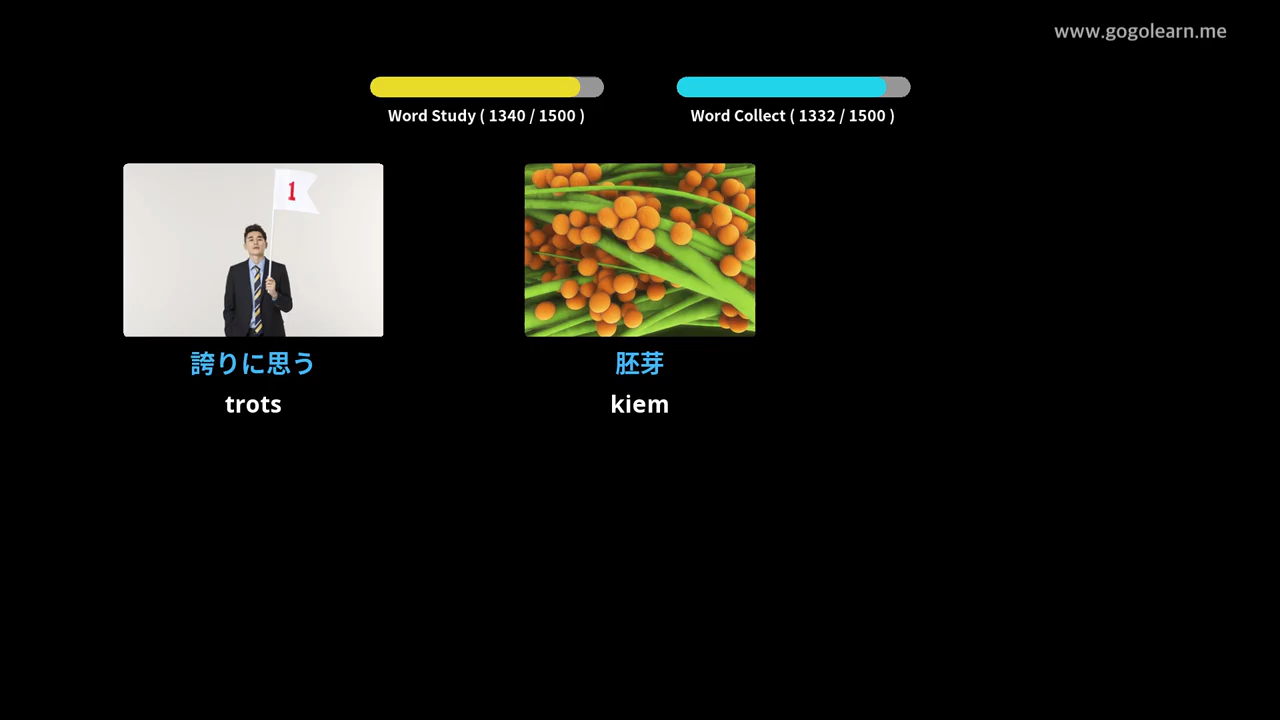 www.gogolearn.me
Word Study ( 1340 / 1500 )
Word Collect ( 1332 / 1500 )
1
誇りに思う
trots
胚芽
kiem